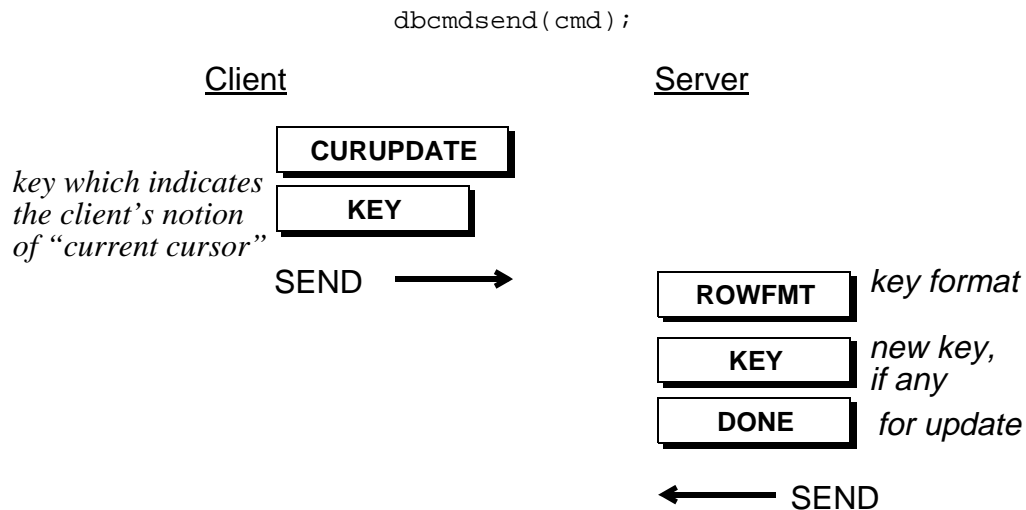 dbcmdsend(cmd);
Client
Server
CURUPDATE
key which indicates
the client’s notion
of “current cursor”
KEY
SEND
ROWFMT
key format
KEY
new key,
if any
DONE
for update
SEND